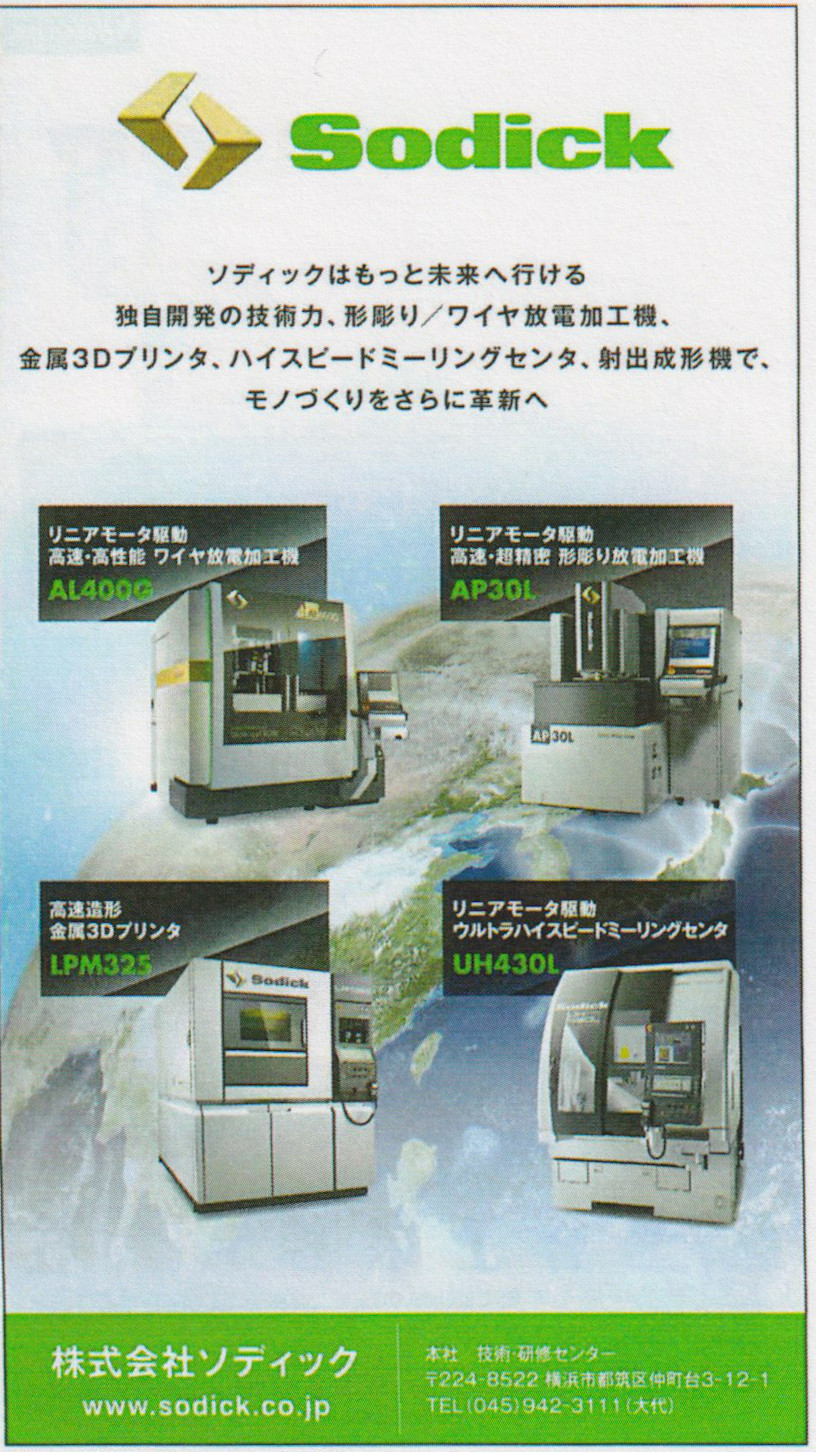 Sodick
ソディックはもっと未来へ行ける
独自開発の技術力、形彫り／ワイヤ放電加工機、
金属3Dプリンタ、ハイスピードミーリングセンタ、射出成形機で、
モノづくりをさらに革新へ
リニアモータ駆動
高速・高性能 ワイヤ放電加工機
AL400G
リニアモータ駆動
高速・超精密 形彫り放電加工機
AP30L
AP30L
高速造形
金属3Dプリンタ
LPM325
Sodick
リニアモータ駆動
ウルトラハイスピードミーリングセンタ
UH430L
Sodick
株式会社ソディック
www.sodick.co.jp
本社 技術・研修センター
〒224-8522 横浜市都筑区仲町台3-12-1
TEL(045)942-3111(大代)